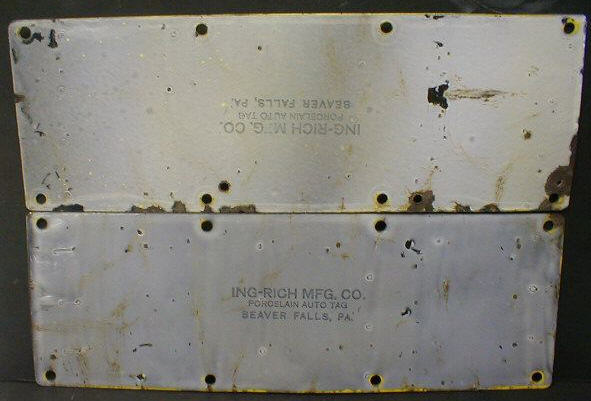 ING-RICH MFG. CO.
PORCELAIN AUTO TAG
BEAVER FALLS, PA.
ING-RICH MFG. CO.
PORCELAIN AUTO TAG
BEAVER FALLS, PA.